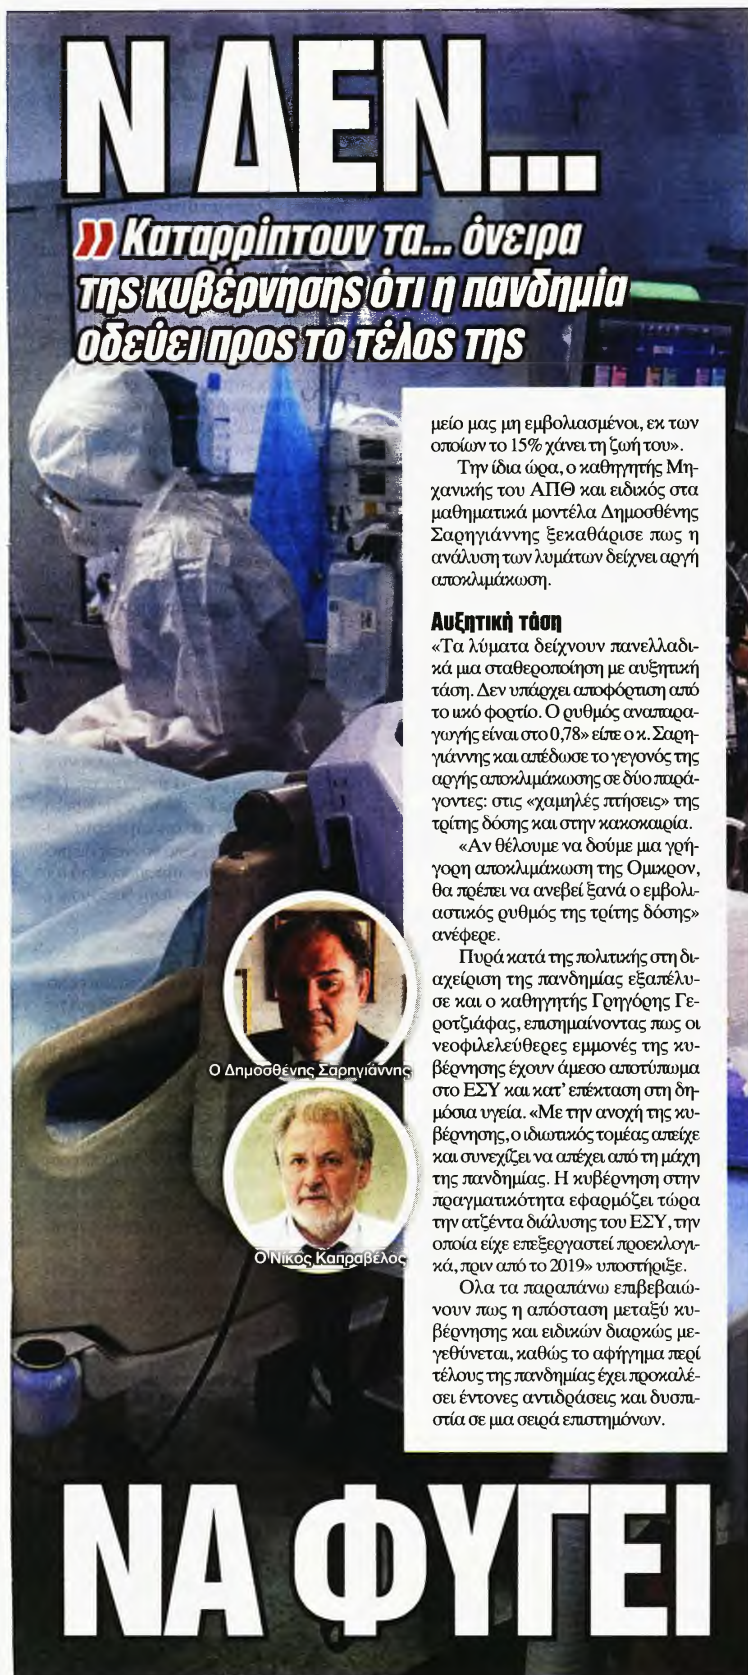 Ν ΔΕΝ...
» Καταρρίπτουν τα... όνειρα
της κυβέρνησης ότι η πανδημία
οδεύει προς το τέλος της
μείο μας μη εμβολιασμένοι, εκ των
οποίων το 15% χάνει τη ζωή του».
Την ίδια ώρα, ο καθηγητής Μη-
χανικής του ΑΠΘ και ειδικός στα
μαθηματικά μοντέλα Δημοσθένης
Σαρηγιάννης ξεκαθάρισε πως η
ανάλυση των λυμάτων δείχνει αργή
αποκλιμάκωση.
Αυξητική τάση
«Τα λύματα δείχνουν πανελλαδι-
κά μια σταθεροποίηση με αυξητική
τάση. Δεν υπάρχει αποφόρτιση από
το ιικό φορτίο. Ο ρυθμός αναπαρα-
γωγής είναι στο 0,78» είπε ο κ. Σαρη-
γιάννης και απέδωσε το γεγονός της
αργής αποκλιμάκωσης σε δύο παρά-
γοντες: στις «χαμηλές πτήσεις» της
τρίτης δόσης και στην κακοκαιρία.
«Αν θέλουμε να δούμε μια γρή-
γορη αποκλιμάκωση της Ομικρον,
θα πρέπει να ανεβεί ξανά ο εμβολι-
αστικός ρυθμός της τρίτης δόσης»
ανέφερε.
Πυρά κατά της πολιτικής στη δι-
αχείριση της πανδημίας εξαπέλυ-
σε και ο καθηγητής Γρηγόρης Γε-
ροτζιάφας, επισημαίνοντας πως οι
νεοφιλελεύθερες εμμονές της κυ-
βέρνησης έχουν άμεσο αποτύπωμα
στο ΕΣΥ και κατ' επέκταση στη δη-
μόσια υγεία. «Με την ανοχή της κυ-
βέρνησης, ο ιδιωτικός τομέας απείχε
και συνεχίζει να απέχει από τη μάχη
της πανδημίας. Η κυβέρνηση στην
πραγματικότητα εφαρμόζει τώρα
την ατζέντα διάλυσης του ΕΣΥ, την
οποία είχε επεξεργαστεί προεκλογι-
κά, πριν από το 2019» υποστήριξε.
Ολα τα παραπάνω επιβεβαιώ-
νουν πως η απόσταση μεταξύ κυ-
βέρνησης και ειδικών διαρκώς με-
γεθύνεται, καθώς το αφήγημα περί
τέλους της πανδημίας έχει προκαλέ-
σει έντονες αντιδράσεις και δυσπι-
στία σε μια σειρά επιστημόνων.
Ο Δημοσθένης Σαρηγιάννης
Ο Νίκος Καπραβέλος
ΝΑ ΦΥΓΕΙ